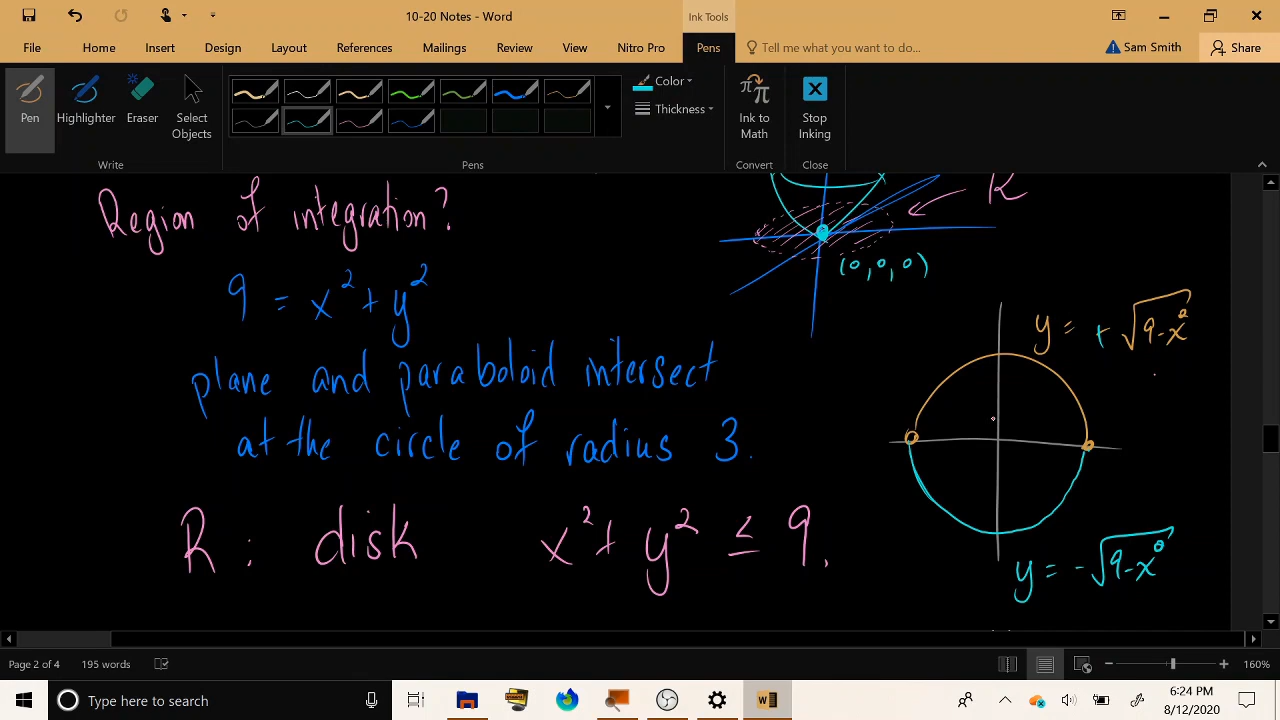 10-20 Notes - Word
Ink Tools
File Home Insert Design Layout References Mailings Review View Nitro Pro Pens Tell me what you want to do... Sam Smith Share
Pen Highlighter Eraser Select Objects
Color
Thickness
Ink to Math
Stop Inking
Write Pens Convert Close
Region of integration?
R
(0,0,0)
9 = x² + y²
y = + √9-x²
plane and paraboloid intersect
at the circle of radius 3.
R : disk x² + y² ≤ 9.
y = -√9-x²
Page 2 of 4 195 words 160%
Type here to search
6:24 PM
8/12/2020